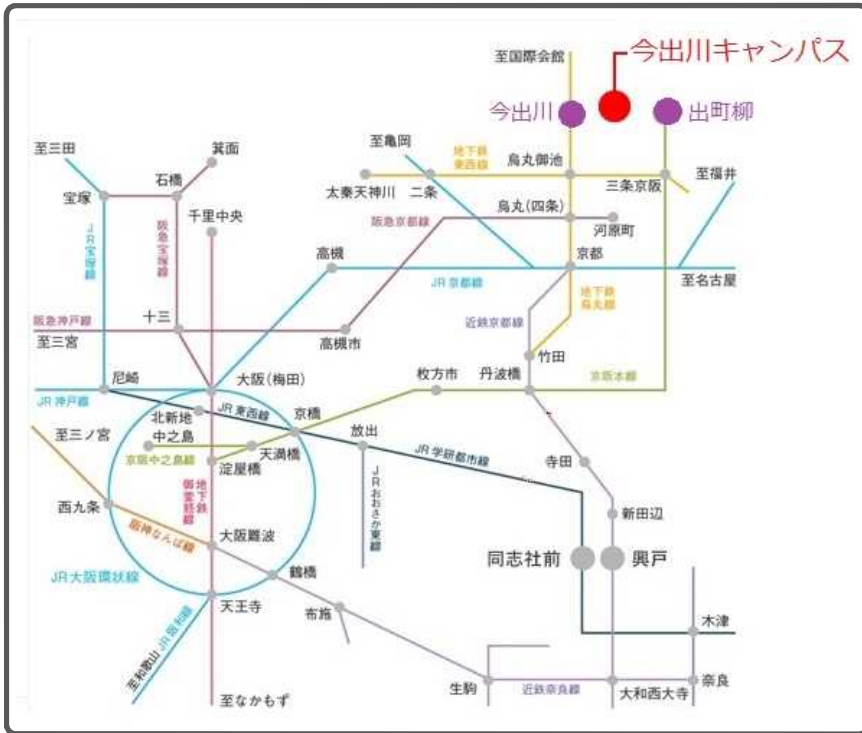 至国際会館
今出川キャンパス
今出川
出町柳
至亀岡
地下鉄
東西線
烏丸御池
至三田
箕面
石橋
宝塚
太秦天神川
二条
三条京阪
至福井
千里中央
烏丸(四条)
阪急京都線
河原町
JR宝塚線
阪急宝塚線
高槻
京都
JR京都線
至名古屋
地下鉄
烏丸線
近鉄京都線
阪急神戸線
十三
至三宮
高槻市
竹田
尼崎
大阪(梅田)
枚方市
丹波橋
京阪本線
JR神戸線
北新地
JR東西線
京橋
至三ノ宮
中之島
放出
JR学研都市線
京阪中之島線
天満橋
淀屋橋
寺田
地下鉄
御堂筋線
JRおおさか東線
西九条
新田辺
阪神なんば線
大阪難波
同志社前
興戸
JR大阪環状線
鶴橋
天王寺
布施
木津
至和歌山
JR阪和線
生駒
近鉄奈良線
大和西大寺
奈良
至なかもず